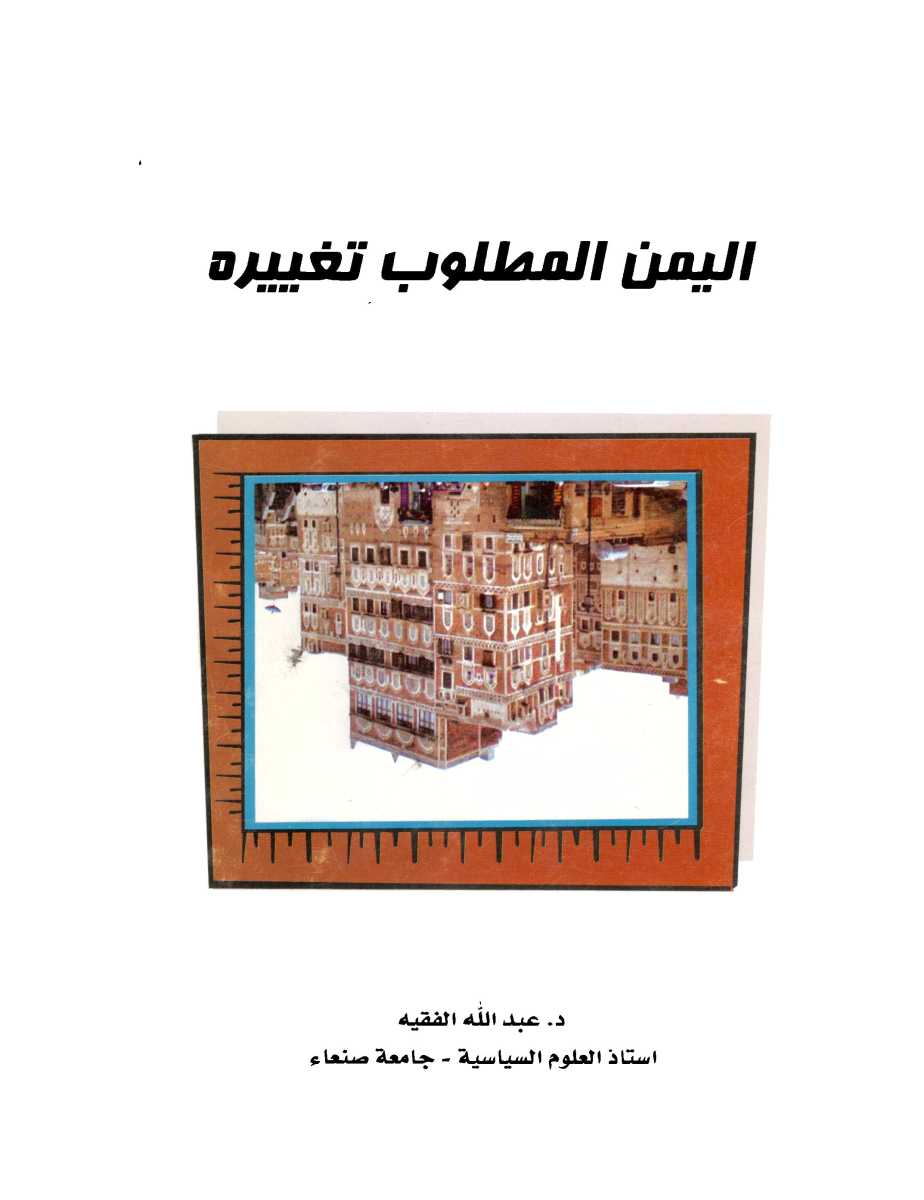 اليمن المطلوب تغييره
د. عبد الله الفقيه
استاذ العلوم السياسية - جامعة صنعاء